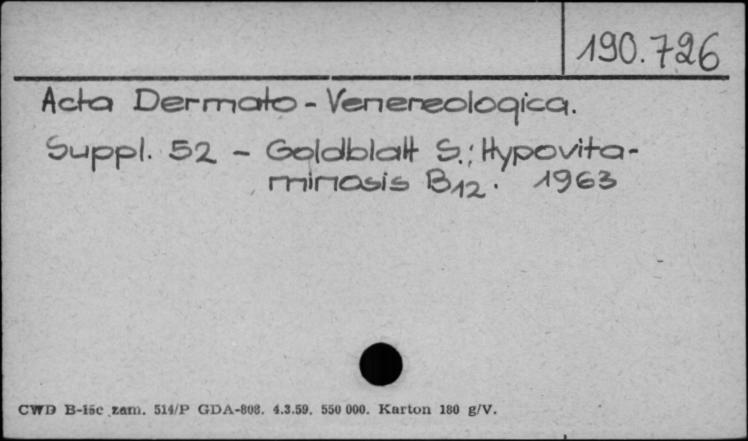 190.726
Acta Dermato-Venereologica.
Suppl. 52 - Goldblatt S.: Hypovita-
minosis B12. 1963
CWD B-15c zam. 514/P GDA-808. 4.3.59. 550 000. Karton 180 g/V.